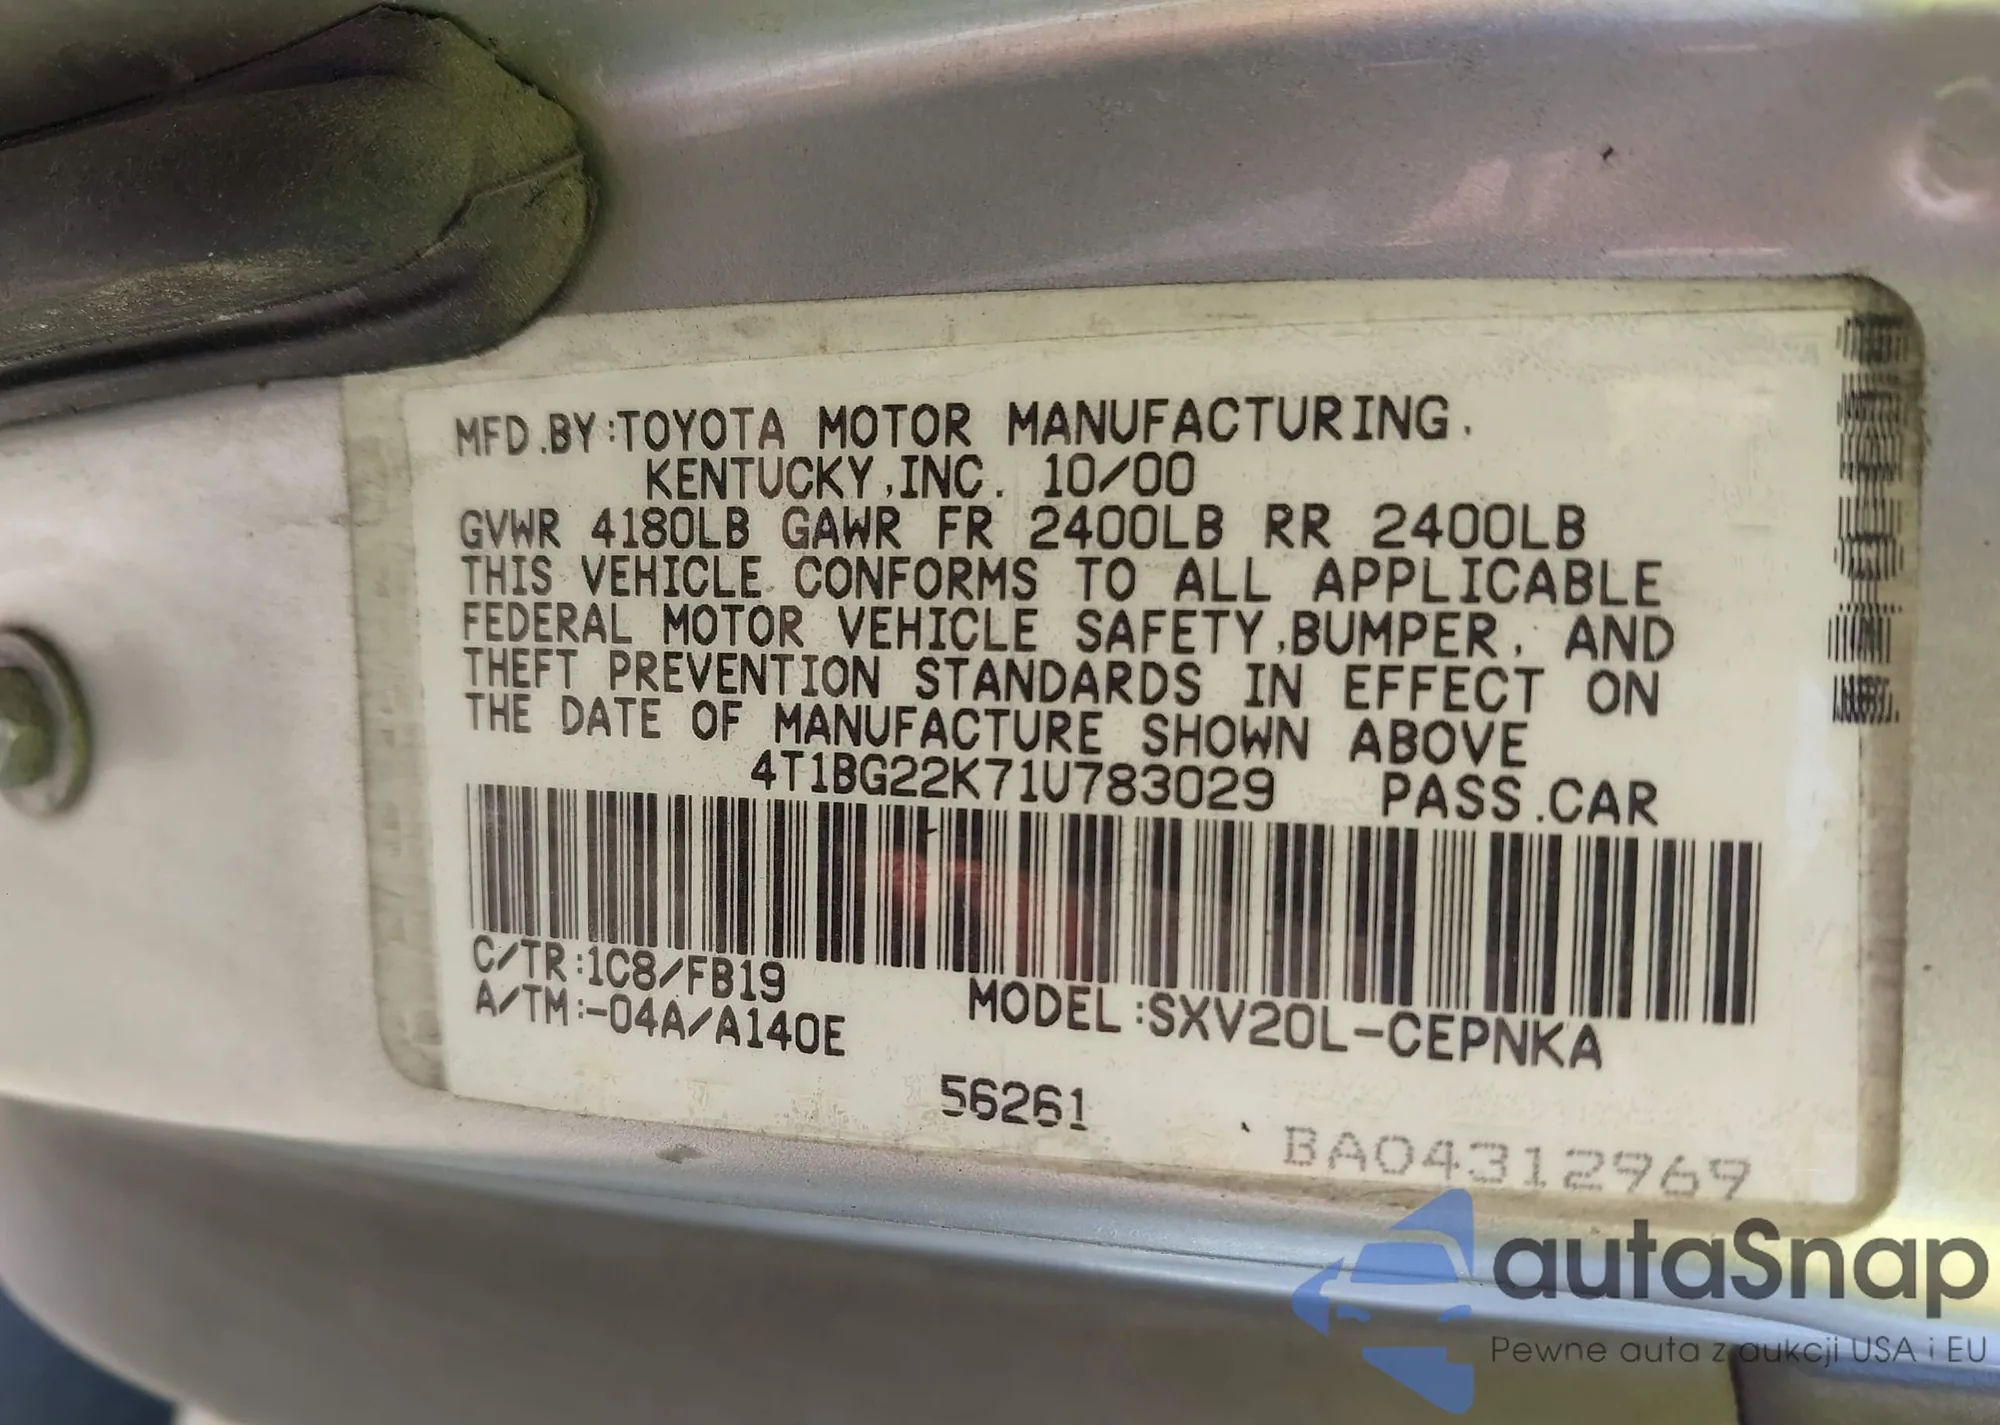 MFD.BY:TOYOTA MOTOR MANUFACTURING.
KENTUCKY,INC. 10/00
GVWR 4180LB GAWR FR 2400LB RR 2400LB
THIS VEHICLE CONFORMS TO ALL APPLICABLE
FEDERAL MOTOR VEHICLE SAFETY,BUMPER, AND
THEFT PREVENTION STANDARDS IN EFFECT ON
THE DATE OF MANUFACTURE SHOWN ABOVE
4T1BG22K71U783029 PASS.CAR
C/TR:1C8/FB19
A/TM:-04A/A140E
MODEL:SXV20L-CEPNKA
56261
BA04312969
autaSnap
Pewne auta z aukcji USA i EU